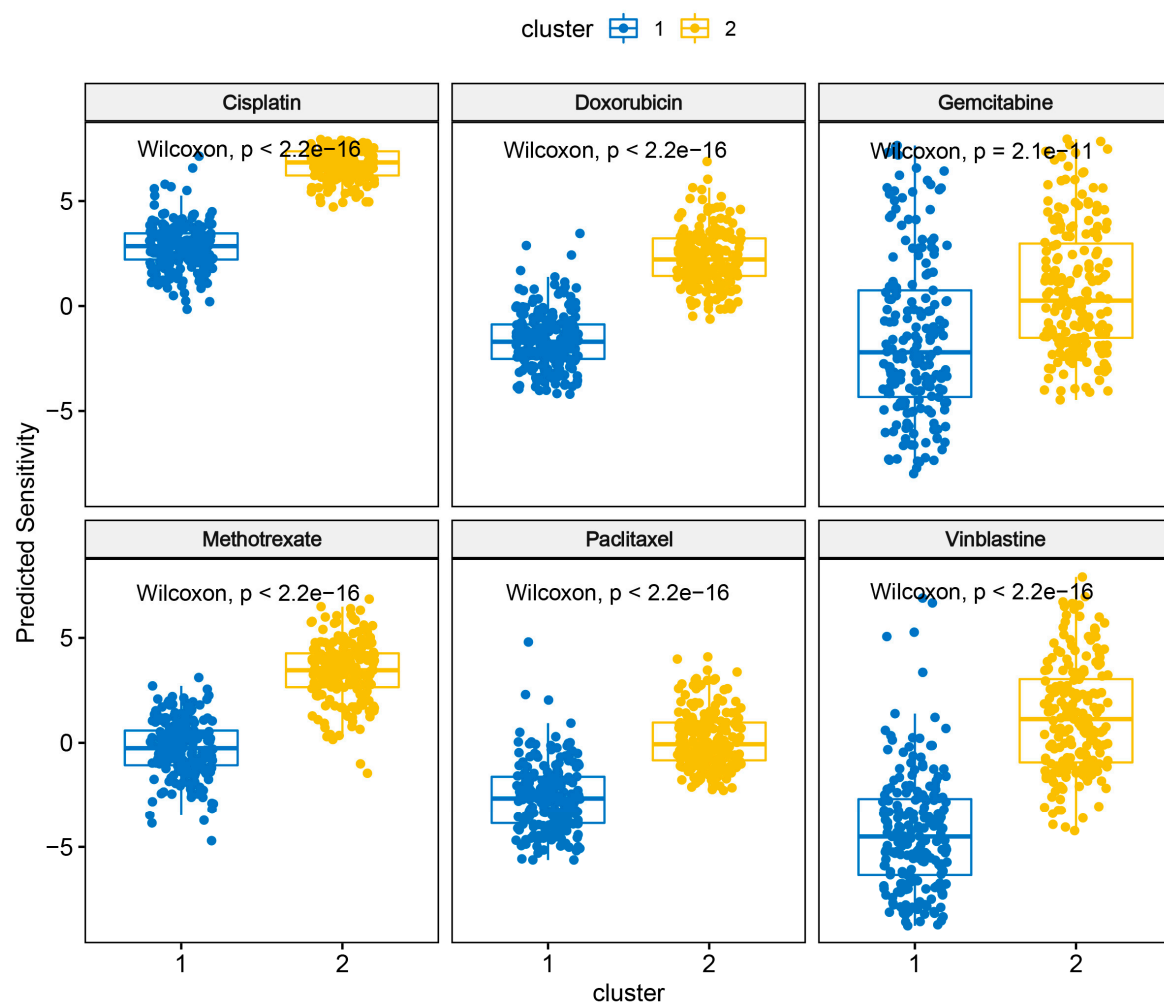 cluster 1 2
Cisplatin Doxorubicin Gemcitabine
Wilcoxon, p < 2.2e−16 Wilcoxon, p < 2.2e−16 Wilcoxon, p = 2.1e−11
5
0
−5
Predicted Sensitivity
Methotrexate Paclitaxel Vinblastine
Wilcoxon, p < 2.2e−16 Wilcoxon, p < 2.2e−16 Wilcoxon, p < 2.2e−16
5
0
−5
1 2 1 2 1 2
cluster